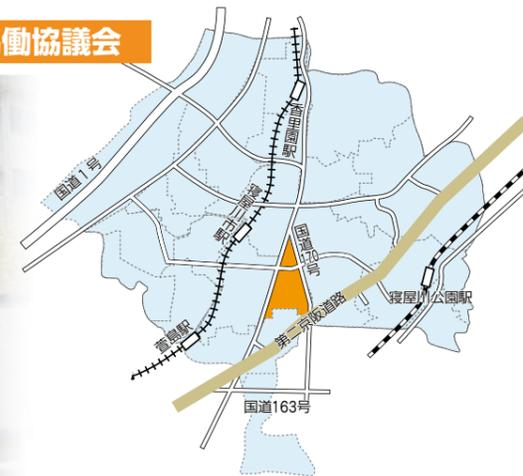 働協議会
香里園駅
国道1号
寝屋川市駅
国道170号
寝屋川公園駅
萱島駅
第二京阪道路
国道163号